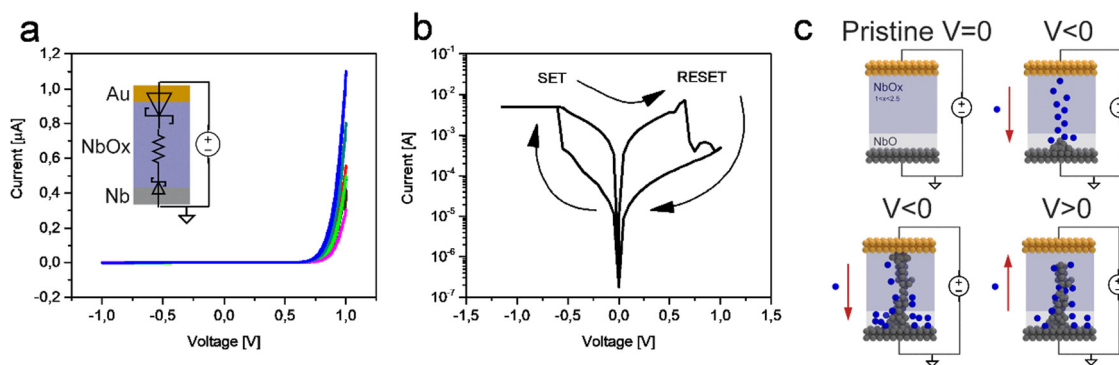 a
1,2
1,0
0,8
0,6
0,4
0,2
0,0
-0,2
Current [μA]
Au
NbOx
Nb
+
−
-1,0
-0,5
0,0
0,5
1,0
Voltage [V]
b
10⁻¹
10⁻²
10⁻³
10⁻⁴
10⁻⁵
10⁻⁶
10⁻⁷
Current [A]
SET
RESET
-1,5
-1,0
-0,5
0,0
0,5
1,0
1,5
Voltage [V]
c
Pristine V=0
NbOx
1<x<2.5
NbO
+
−
V<0
+
−
V<0
+
−
V>0
+
−